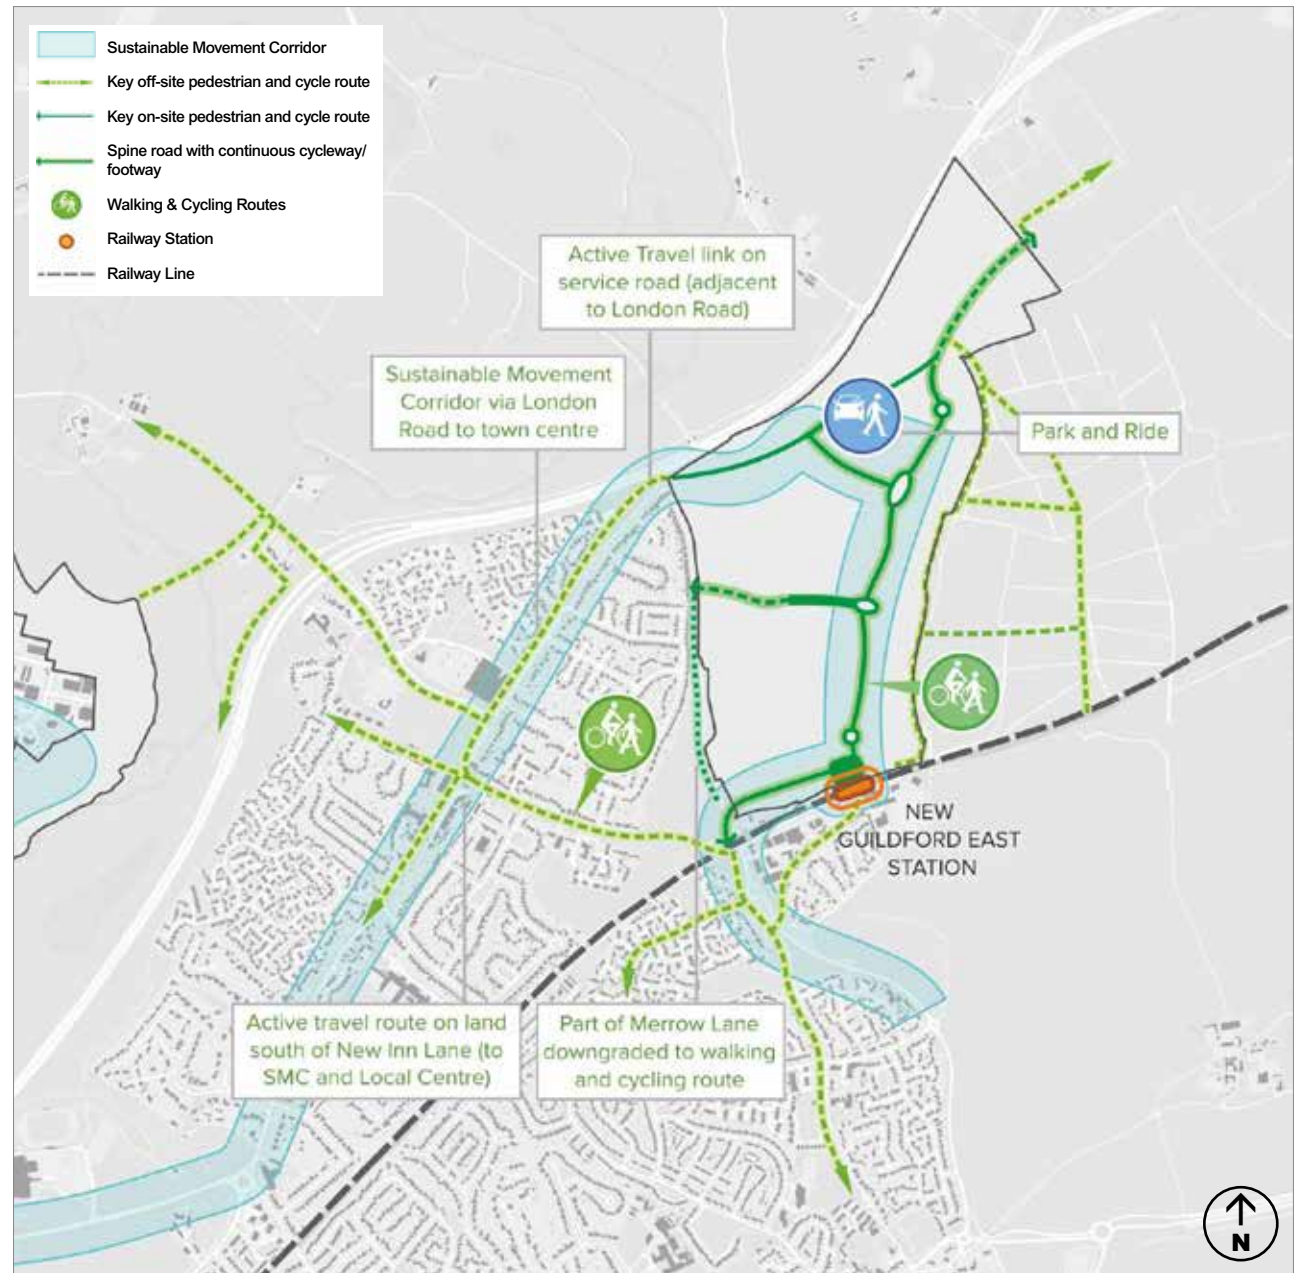 Sustainable Movement Corridor
Key off-site pedestrian and cycle route
Key on-site pedestrian and cycle route
Spine road with continuous cycleway/
footway
Walking & Cycling Routes
Railway Station
Railway Line
Active Travel link on
service road (adjacent
to London Road)
Sustainable Movement
Corridor via London
Road to town centre
Park and Ride
NEW
GUILDFORD EAST
STATION
Active travel route on land
south of New Inn Lane (to
SMC and Local Centre)
Part of Merrow Lane
downgraded to walking
and cycling route
N